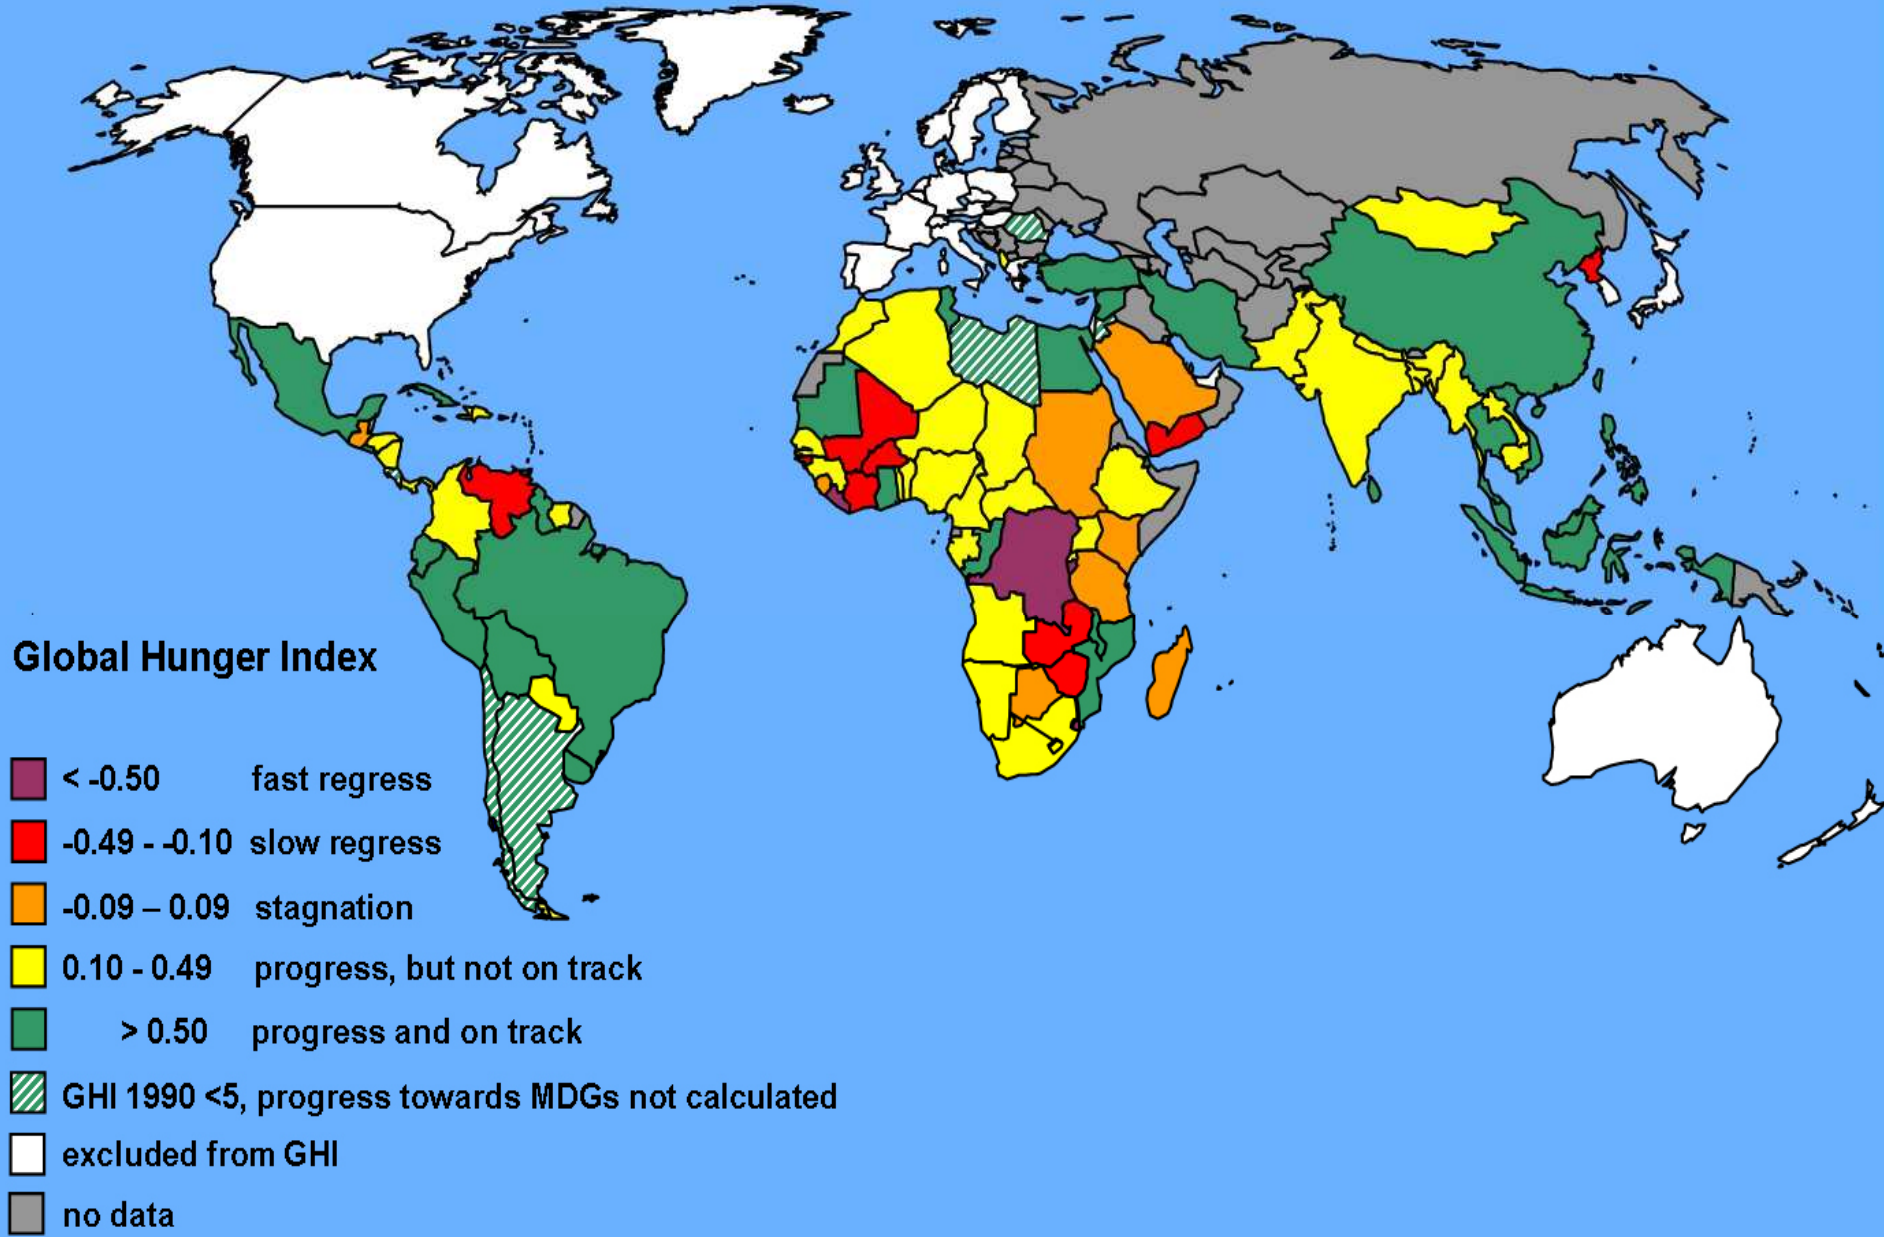 Global Hunger Index
< -0.50 fast regress
-0.49 - -0.10 slow regress
-0.09 – 0.09 stagnation
0.10 - 0.49 progress, but not on track
> 0.50 progress and on track
GHI 1990 <5, progress towards MDGs not calculated
excluded from GHI
no data